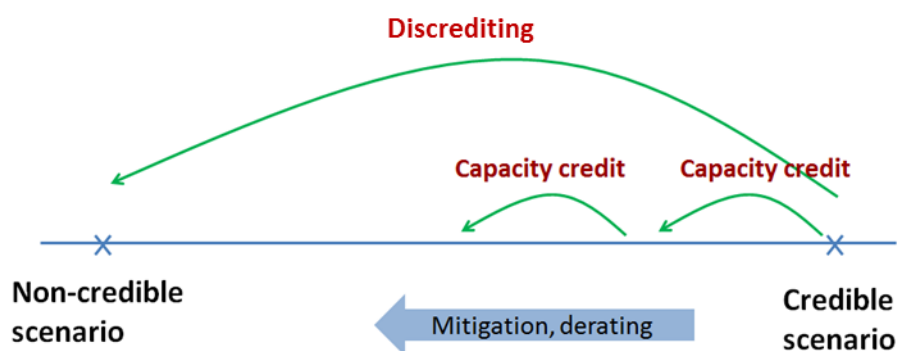 Discrediting
Capacity credit Capacity credit
Non-credible
scenario
Mitigation, derating
Credible
scenario